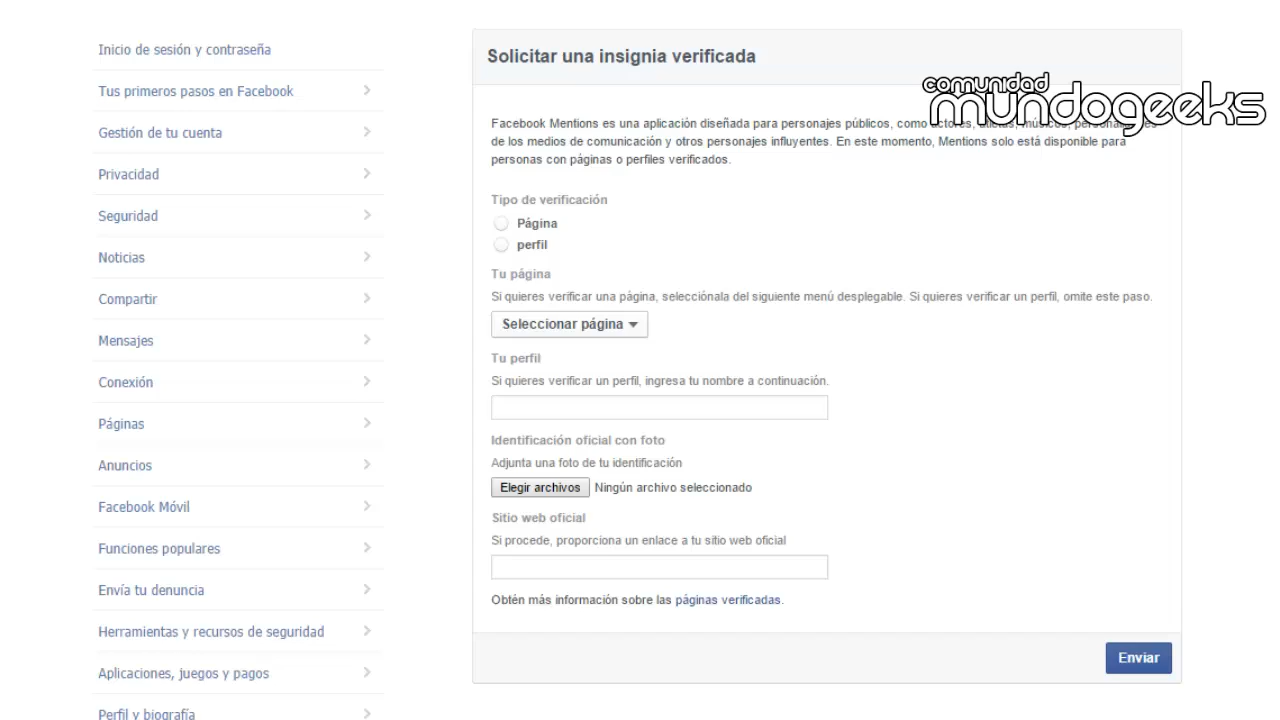 Inicio de sesión y contraseña
Tus primeros pasos en Facebook
Gestión de tu cuenta
Privacidad
Seguridad
Noticias
Compartir
Mensajes
Conexión
Páginas
Anuncios
Facebook Móvil
Funciones populares
Envía tu denuncia
Herramientas y recursos de seguridad
Aplicaciones, juegos y pagos
Perfil y biografía
Solicitar una insignia verificada
comunidad
mundogeeks
Facebook Mentions es una aplicación diseñada para personajes públicos, como actores, atletas, músicos,
de los medios de comunicación y otros personajes influyentes. En este momento, Mentions solo está disponible para
personas con páginas o perfiles verificados.
Tipo de verificación
Página
perfil
Tu página
Si quieres verificar una página, selecciónala del siguiente menú desplegable. Si quieres verificar un perfil, omite este paso.
Seleccionar página
Tu perfil
Si quieres verificar un perfil, ingresa tu nombre a continuación.
Identificación oficial con foto
Adjunta una foto de tu identificación
Elegir archivos Ningún archivo seleccionado
Sitio web oficial
Si procede, proporciona un enlace a tu sitio web oficial
Obtén más información sobre las páginas verificadas.
Enviar